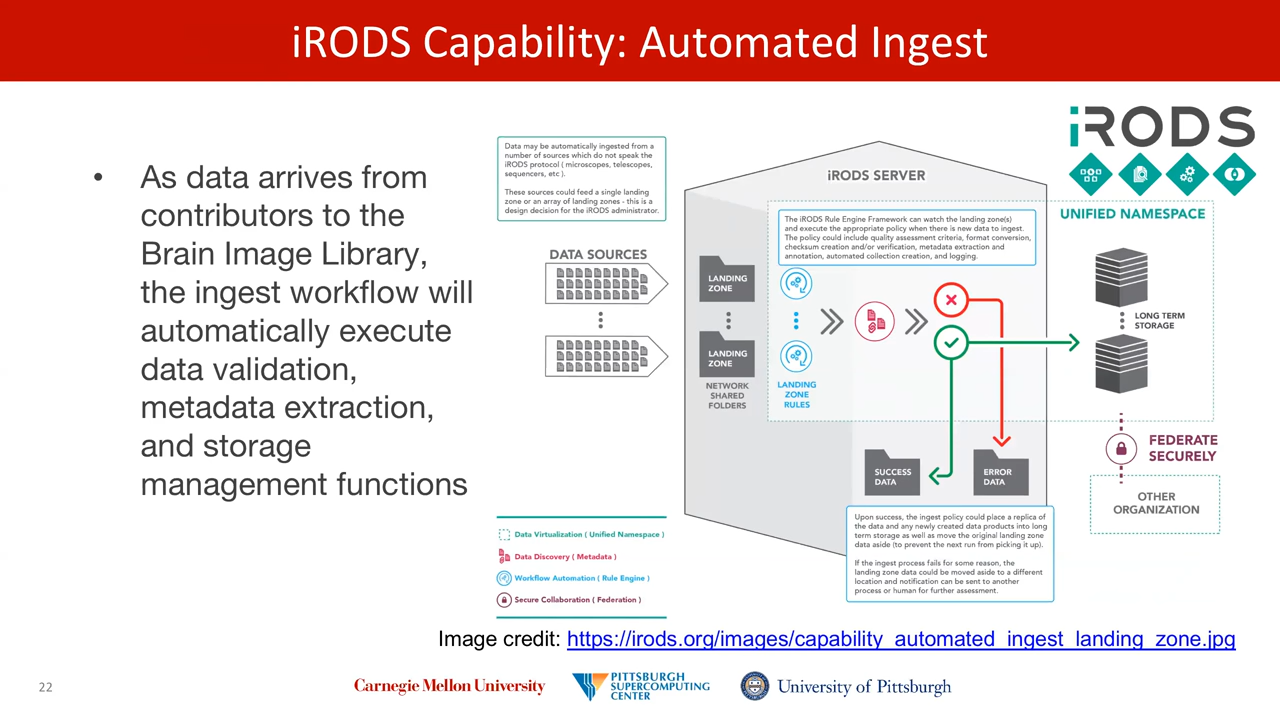 iRODS Capability: Automated Ingest
• As data arrives from
contributors to the
Brain Image Library,
the ingest workflow will
automatically execute
data validation,
metadata extraction,
and storage
management functions
Data may be automatically ingested from a
number of sources which do not speak the
iRODS protocol ( microscopes, telescopes,
sequencers, etc ).
These sources could feed a single landing
zone or an array of landing zones - this is a
design decision for the iRODS administrator.
DATA SOURCES
iRODS SERVER
iRODS
UNIFIED NAMESPACE
The iRODS Rule Engine Framework can watch the landing zone(s)
and execute the appropriate policy when there is new data to ingest.
The policy could include quality assessment criteria, format conversion,
checksum creation and/or verification, metadata extraction and
annotation, automated collection creation, and logging.
LANDING
ZONE
LANDING
ZONE
NETWORK
SHARED
FOLDERS
LANDING
ZONE
RULES
LONG TERM
STORAGE
SUCCESS
DATA
ERROR
DATA
FEDERATE
SECURELY
OTHER
ORGANIZATION
Upon success, the ingest policy could place a replica of
the data and any newly created data products into long
term storage as well as move the original landing zone
data aside (to prevent the next run from picking it up).
If the ingest process fails for some reason, the
landing zone data could be moved aside to a different
location and notification can be sent to another
process or human for further assessment.
Data Virtualization ( Unified Namespace )
Data Discovery ( Metadata )
Workflow Automation ( Rule Engine )
Secure Collaboration ( Federation )
Image credit: https://irods.org/images/capability_automated_ingest_landing_zone.jpg
22
Carnegie Mellon University
PITTSBURGH
SUPERCOMPUTING
CENTER
University of Pittsburgh